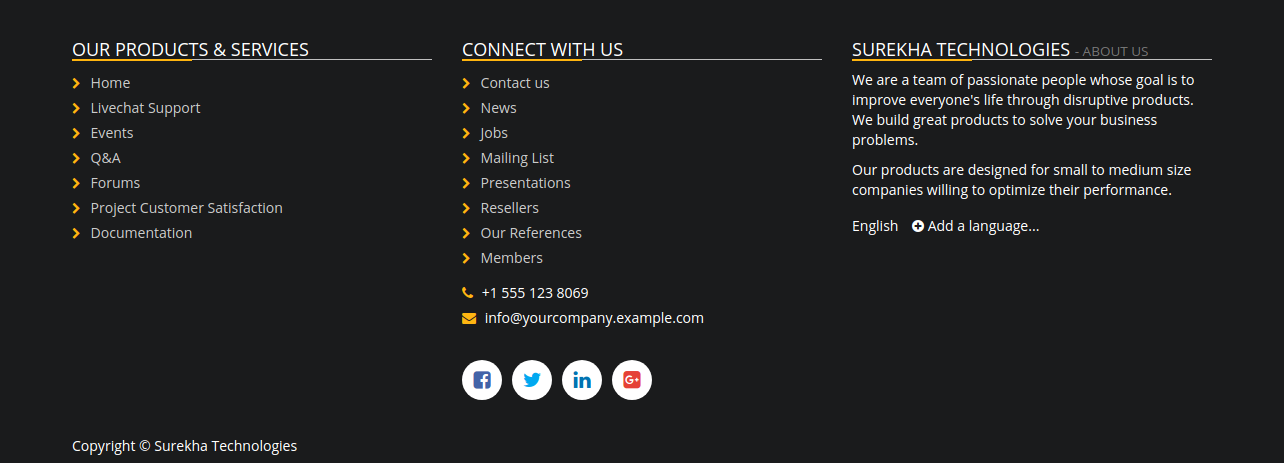 OUR PRODUCTS & SERVICES
Home
Livechat Support
Events
Q&A
Forums
Project Customer Satisfaction
Documentation
CONNECT WITH US
Contact us
News
Jobs
Mailing List
Presentations
Resellers
Our References
Members
+1 555 123 8069
info@yourcompany.example.com
SUREKHA TECHNOLOGIES - ABOUT US
We are a team of passionate people whose goal is to
improve everyone's life through disruptive products.
We build great products to solve your business
problems.
Our products are designed for small to medium size
companies willing to optimize their performance.
English Add a language...
Copyright © Surekha Technologies